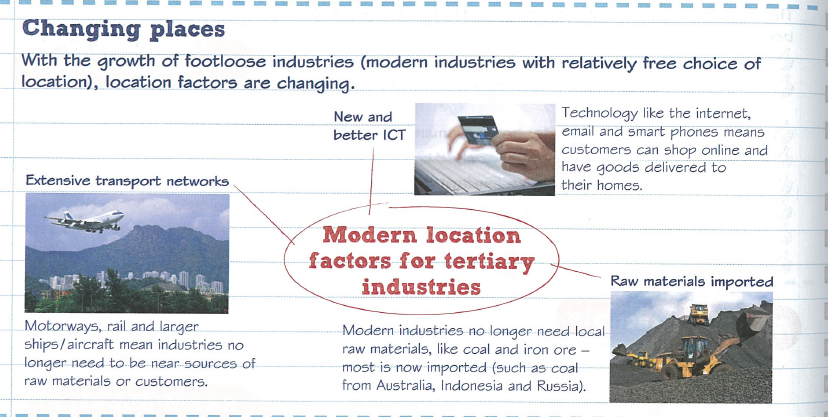 Changing places
With the growth of footloose industries (modern industries with relatively free choice of
location), location factors are changing.
New and
better ICT
Technology like the internet,
email and smart phones means
customers can shop online and
have goods delivered to
their homes.
Extensive transport networks
Modern location
factors for tertiary
industries
Raw materials imported
Motorways, rail and larger
ships/aircraft mean industries no
longer need to be near sources of
raw materials or customers.
Modern industries no longer need local
raw materials, like coal and iron ore –
most is now imported (such as coal
from Australia, Indonesia and Russia).